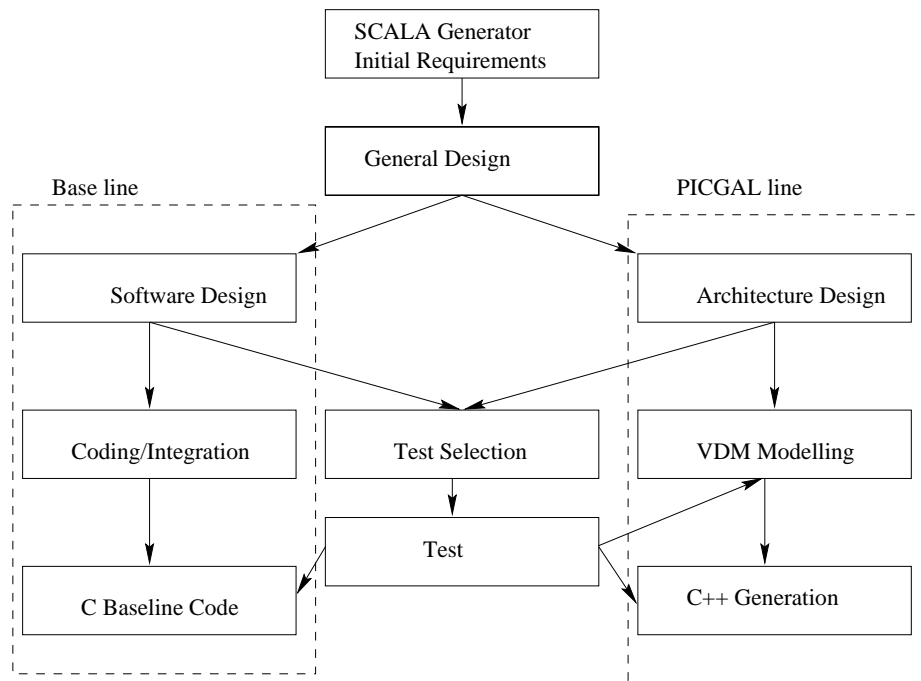 SCALA Generator
Initial Requirements
General Design
Base line
PICGAL line
Software Design
Architecture Design
Coding/Integration
Test Selection
VDM Modelling
Test
C Baseline Code
C++ Generation